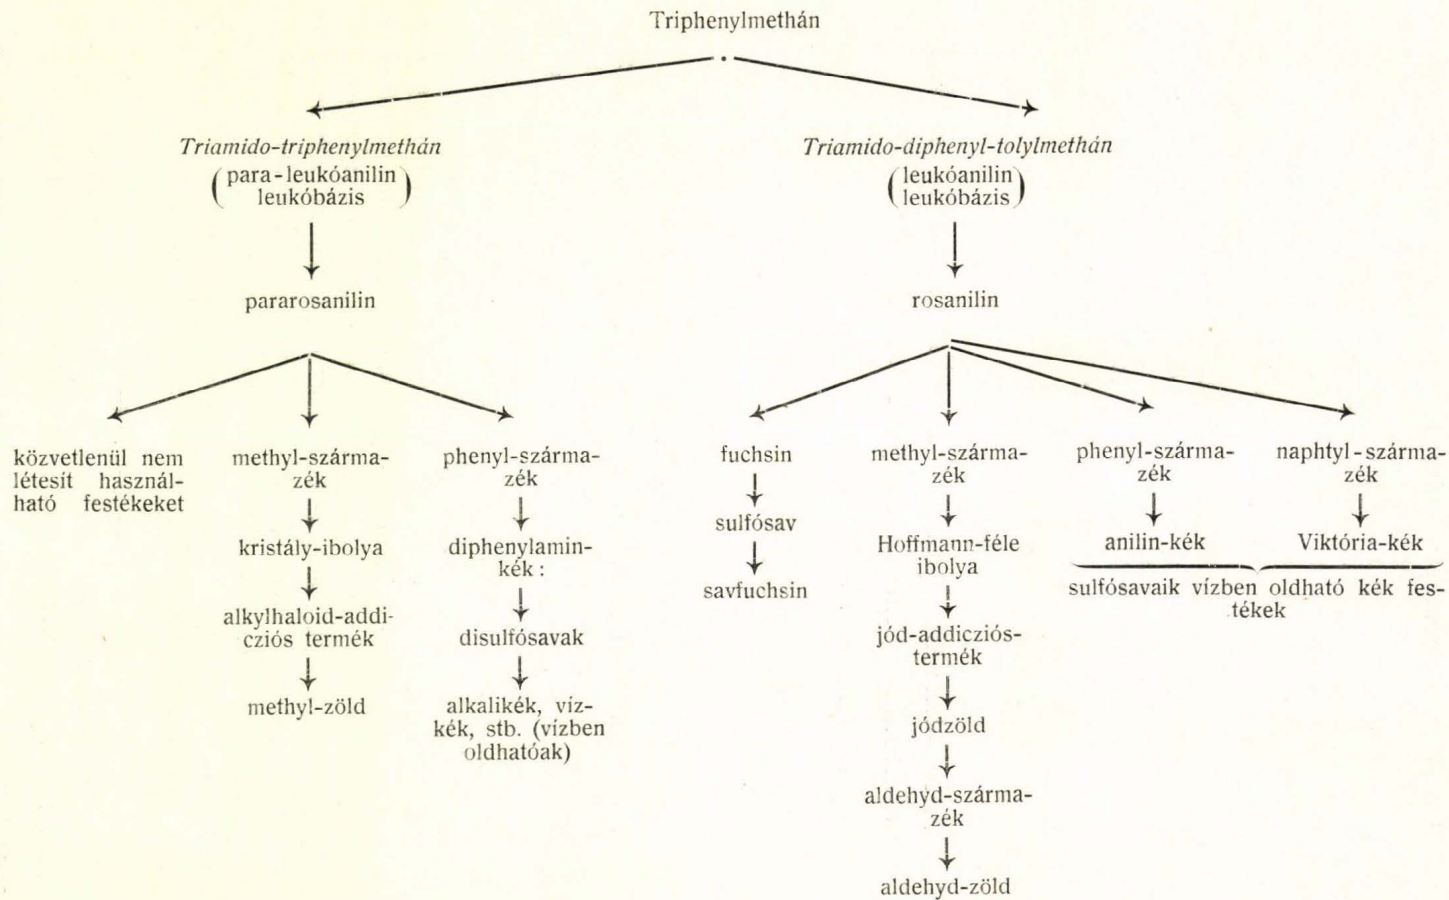 Triphenylmethán
Triamido-triphenylmethán
(para-leukóanilin
leukóbázis)
pararosanilin
közvetlenül nem
létesít használ-
ható festékeket
methyl-szárma-
zék
kristály-ibolya
alkylhaloid-addi-
cziós termék
methyl-zöld
phenyl-szárma-
zék
diphenylamin-
kék:
disulfósavak
alkalikék, víz-
kék, stb. (vízben
oldhatóak)
Triamido-diphenyl-tolylmethán
(leukóanilin
leukóbázis)
rosanilin
fuchsin
sulfósav
savfuchsin
methyl-szárma-
zék
Hoffmann-féle
ibolya
jód-addicziós-
termék
jódzöld
aldehyd-szárma-
zék
aldehyd-zöld
phenyl-szárma-
zék
anilin-kék
naphtyl-szárma-
zék
Viktória-kék
sulfósavaik vízben oldható kék fes-
tékek